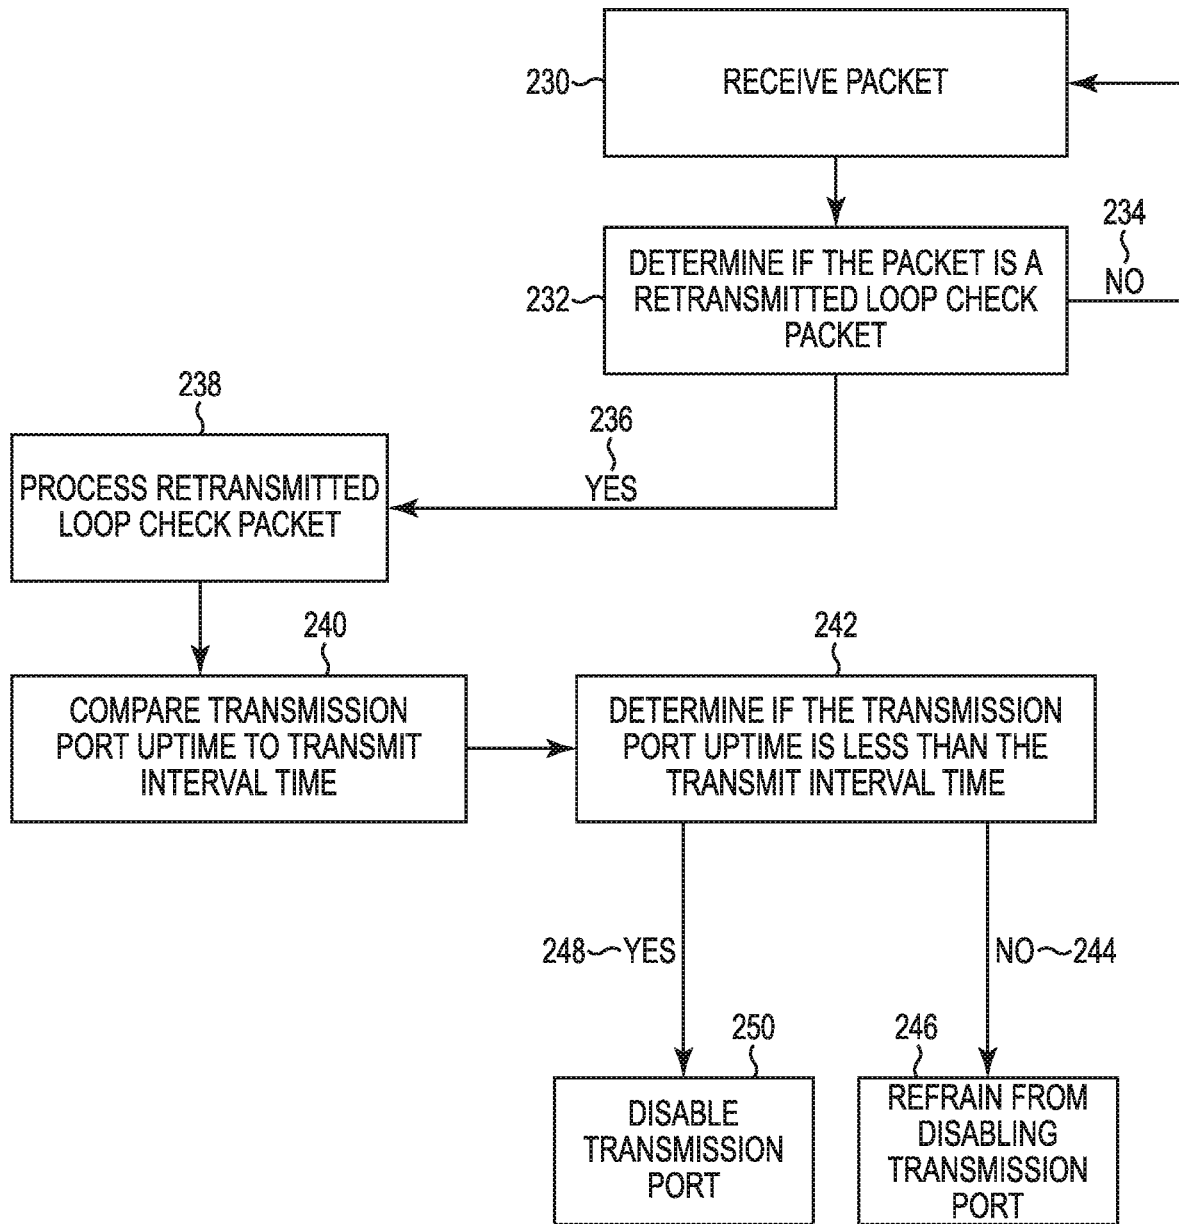 230
RECEIVE PACKET
234
NO
232
DETERMINE IF THE PACKET IS A
RETRANSMITTED LOOP CHECK
PACKET
238
236
YES
PROCESS RETRANSMITTED
LOOP CHECK PACKET
240
242
COMPARE TRANSMISSION
PORT UPTIME TO TRANSMIT
INTERVAL TIME
DETERMINE IF THE TRANSMISSION
PORT UPTIME IS LESS THAN THE
TRANSMIT INTERVAL TIME
248 YES
NO 244
250
246
DISABLE
TRANSMISSION
PORT
REFRAIN FROM
DISABLING
TRANSMISSION
PORT